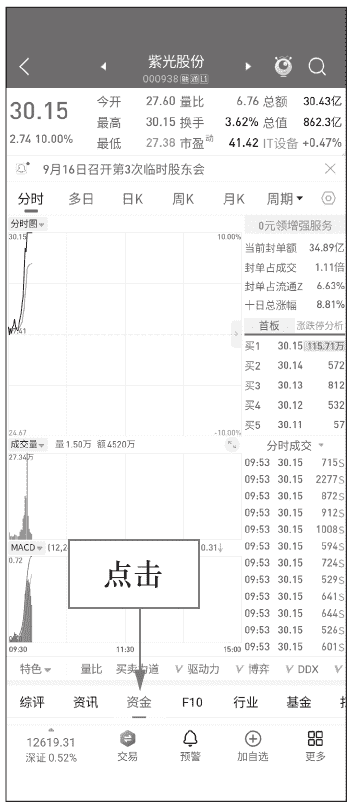 紫光股份
000938 融 通 L1
30.15 今开 27.60 量比 6.76 总额 30.43亿
最高 30.15 换手 3.62% 总值 862.3亿
2.74 10.00% 最低 27.38 市盈动 41.42 IT设备 +0.47%
9月16日召开第3次临时股东会
分时 多日 日K 周K 月K 周期
分时图
30.15 10.00%
24.67 -10.00%
0元领增强服务
当前封单额 34.89亿
封单占成交 1.11倍
封单占流通Z 6.63%
十日总涨幅 8.81%
首板 涨跌停分析
买1 30.15 115.71万
买2 30.14 572
买3 30.13 812
买4 30.12 532
买5 30.11 57
成交量 量1.50万 额4520万
27.34万
分时成交
09:53 30.15 715S
09:53 30.15 2277S
09:53 30.15 872S
09:53 30.15 912S
09:53 30.15 1008S
09:53 30.15 594S
09:53 30.15 724S
09:53 30.15 529S
09:53 30.15 641S
09:53 30.15 644S
09:53 30.15 526S
09:53 30.15 601S
MACD (12,2 0.31↓
0.72
点击
09:30 11:30 15:00
特色 量比 买卖力道 驱动力 博弈 DDX
综评 资讯 资金 F10 行业 基金
12619.31
深证 0.52%
交易 预警 加自选 更多